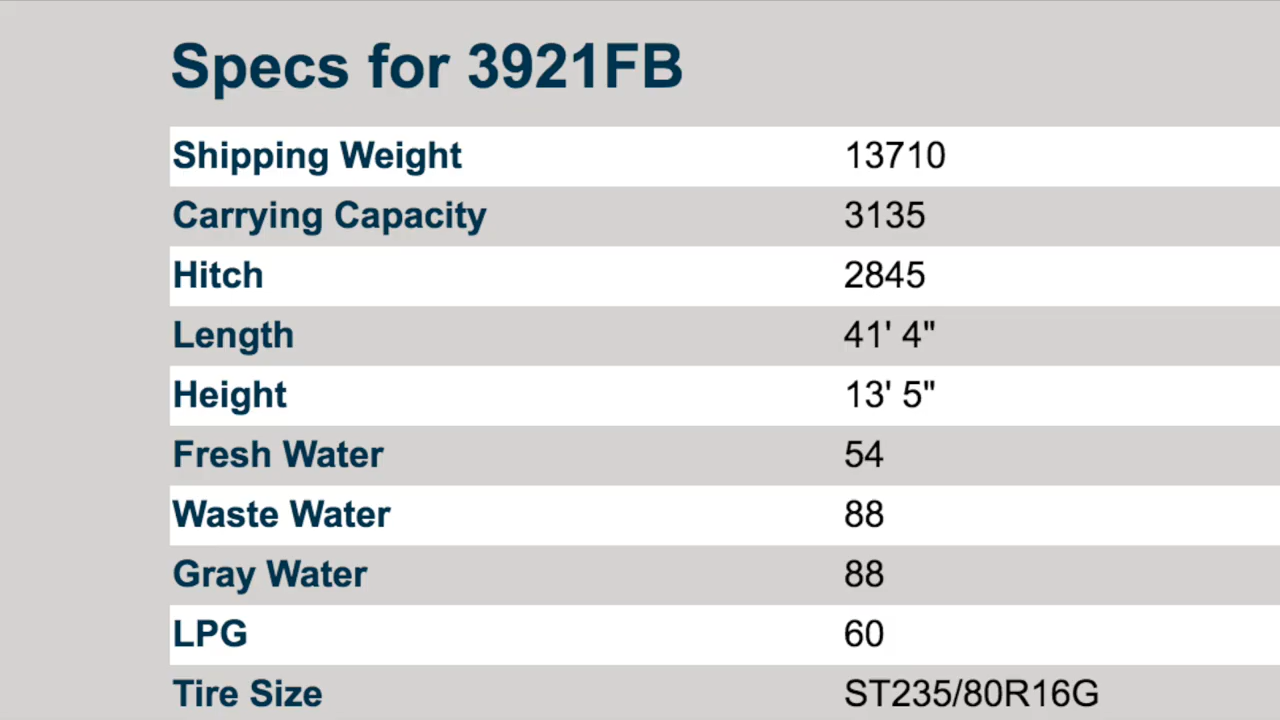 Specs for 3921FB
Shipping Weight 13710
Carrying Capacity 3135
Hitch 2845
Length 41' 4"
Height 13' 5"
Fresh Water 54
Waste Water 88
Gray Water 88
LPG 60
Tire Size ST235/80R16G